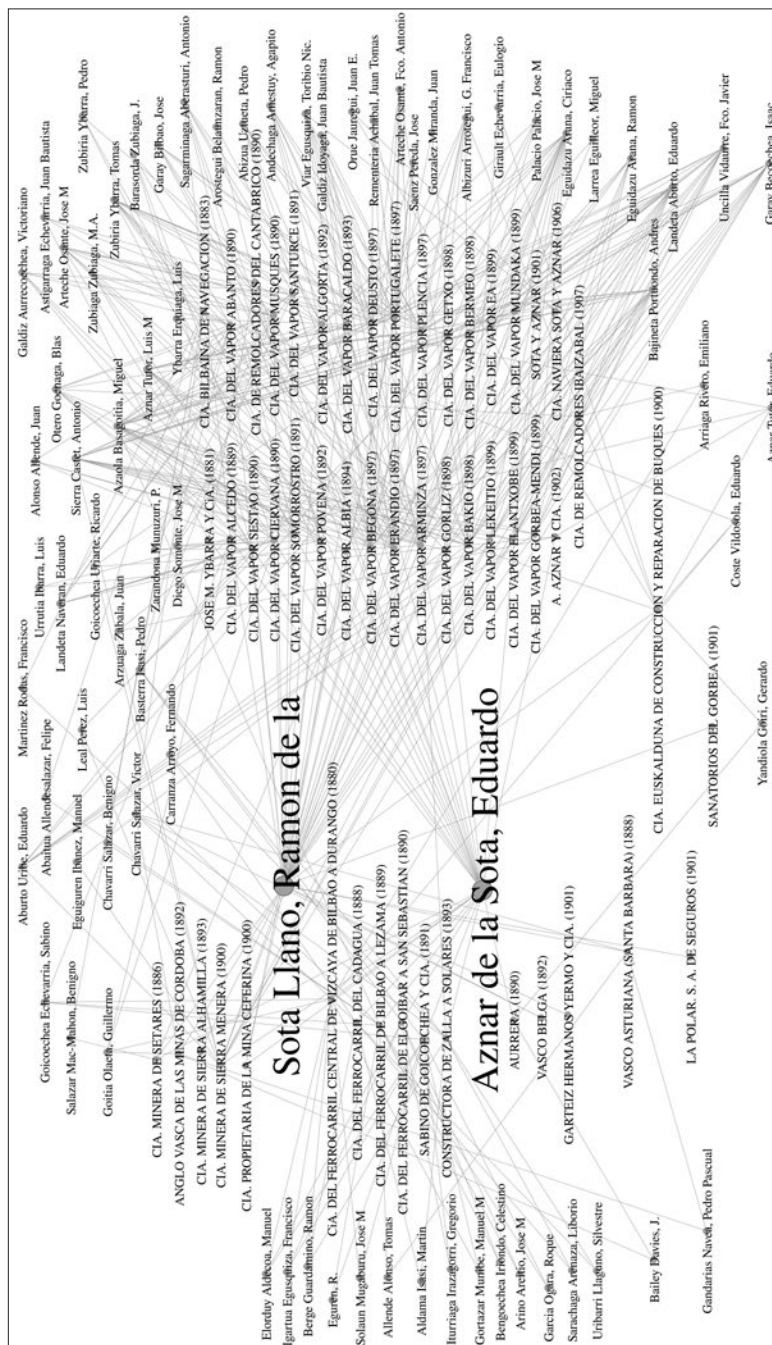 Elorduy Aldecoa, Manuel
Igartua Egusquiza, Francisco
Berge Guardamino, Ramon
Eguren, R.
Solaun Mugaburu, Jose M
Allende Alonso, Tomas
Aldama Isasi, Martin
Iturriaga Irazagorri, Gregorio
Gortazar Munibe, Manuel M
Bengoechea Iriondo, Celestino
Arino Arenio, Jose M
Garcia Ogara, Roque
Sarachaga Arenaza, Liborio
Uribarri Llaguno, Silvestre
Bailey Davies, J.
Gandarias Navea, Pedro Pascual
Goicoechea Echevarria, Sabino
Salazar Mac-Mahon, Benigno
Goitia Olaeta, Guillermo
CIA. MINERA DE SETARES (1886)
ANGLO VASCA DE LAS MINAS DE CORDOBA (1892)
CIA. MINERA DE SIERRA ALHAMILLA (1893)
CIA. MINERA DE SIERRA MENERA (1900)
CIA. PROPIETARIA DE LA MINA CEFERINA (1900)
Sota Llano, Ramon de la
CiA. DEL FERROCARRIL CENTRAL DE VIZCAYA DE BILBAO A DURANGO (1880)
CIA. DEL FERROCARRIL DEL CADAGUA (1888)
CIA. DEL FERROCARRIL DE BILBAO A LEZAMA (1889)
CIA. DEL FERROCARRIL DE ELGOIBAR A SAN SEBASTIAN (1890)
SABINO DE GOICOECHEA Y CIA. (1891)
CONSTRUCTORA DE ZALLA A SOLARES (1893)
Aznar de la Sota, Eduardo
AURRERA (1890)
VASCO BELGA (1892)
GARTEIZ HERMANOS YERMO Y CIA. (1901)
VASCO ASTURIANA (SANTA BARBARA) (1888)
CIA. EUSKALDUNA DE CONSTRUCCION Y REPARACION DE BUQUES (1900)
LA POLAR. S. A. DE SEGUROS (1901)
SANATORIOS DEL GORBEA (1901)
Yandiola Goiri, Gerardo
Aburto Uribe, Eduardo
Abaitua Allendesalazar, Felipe
Eguiguren Ibanez, Manuel
Chavarri Salazar, Benigno
Chavarri Salazar, Victor
Carranza Arroyo, Fernando
Martinez Rodas, Francisco
Leal Perez, Luis
Urrutia Ibarra, Luis
Landeta Naveran, Eduardo
Goicoechea Uriarte, Ricardo
Arzuaga Zabala, Juan
Basterra Isasi, Pedro
Zarandona Munuzuri, P.
Diego Somonte, Jose M
Alonso Allende, Juan
Otero Goenaga, Blas
Sierra Castet, Antonio
Azaola Basagoitia, Miguel
Aznar Tutor, Luis M
Ybarra Erquiaga, Luis
JOSE M. YBARRA Y CIA. (1881)
CIA. DEL VAPOR ALCEDO (1889)
CIA. DEL VAPOR SESTAO (1890)
CIA. DEL VAPOR CIERVANA (1890)
CIA. DEL VAPOR SOMORROSTRO (1891)
CIA. DEL VAPOR POVENA (1892)
CIA. DEL VAPOR ALBIA (1894)
CIA. DEL VAPOR BEGONA (1897)
CIA. DEL VAPOR ERANDIO (1897)
CIA. DEL VAPOR ARMINZA (1897)
CIA. DEL VAPOR GORLIZ (1898)
CIA. DEL VAPOR BAKIO (1898)
CIA. DEL VAPOR LEKEITIO (1899)
CIA. DEL VAPOR ELANTXOBE (1899)
CIA. DEL VAPOR GORBEA-MENDI (1899)
A. AZNAR Y CIA. (1902)
CIA. DE REMOLCADORES IBAIZABAL (1907)
CIA. BILBAINA DE NAVEGACION (1883)
CIA. DEL VAPOR ABANTO (1890)
CIA. DE REMOLCADORES DEL CANTABRICO (1890)
CIA. DEL VAPOR MUSQUES (1890)
CIA. DEL VAPOR SANTURCE (1891)
CIA. DEL VAPOR ALGORTA (1892)
CIA. DEL VAPOR BARACALDO (1893)
CIA. DEL VAPOR DEUSTO (1897)
CIA. DEL VAPOR PORTUGALETE (1897)
CIA. DEL VAPOR PLENCIA (1897)
CIA. DEL VAPOR GETXO (1898)
CIA. DEL VAPOR BERMEO (1898)
CIA. DEL VAPOR EA (1899)
CIA. DEL VAPOR MUNDAKA (1899)
SOTA Y AZNAR (1901)
CIA. NAVIERA SOTA Y AZNAR (1906)
Galdiz Aurrecoechea, Victoriano
Astigarraga Echevarria, Juan Bautista
Arteche Osante, Jose M
Zubiaga Zubiaga, M.A.
Zubiria Ybarra, Tomas
Zubiria Ybarra, Pedro
Barasorda Zubiaga, J.
Garay Bilbao, Jose
Sagarminaga Aberasturi, Antonio
Arostegui Belamzaran, Ramon
Abizua Uzneta, Pedro
Andechaga Amestuy, Agapito
Viar Egusquiza, Toribio Nic.
Galdiz Idoyaga, Juan Bautista
Orue Jauregui, Juan E.
Rementeria Achabal, Juan Tomas
Arteche Osante, Fco. Antonio
Saenz Pereda, Jose
Gonzalez Miranda, Juan
Albizuri Arrotegui, G. Francisco
Girault Echevarria, Eulogio
Palacio Palacio, Jose M
Eguidazu Arana, Ciriaco
Larrea Eguilleor, Miguel
Eguidazu Arana, Ramon
Bajineta Portuondo, Andres
Landeta Aburto, Eduardo
Arriaga Rivero, Emiliano
Uncilla Vidaurre, Fco. Javier
Coste Vildosola, Eduardo
Aznar Tutor, Eduardo
Garay Becoechea, Isaac